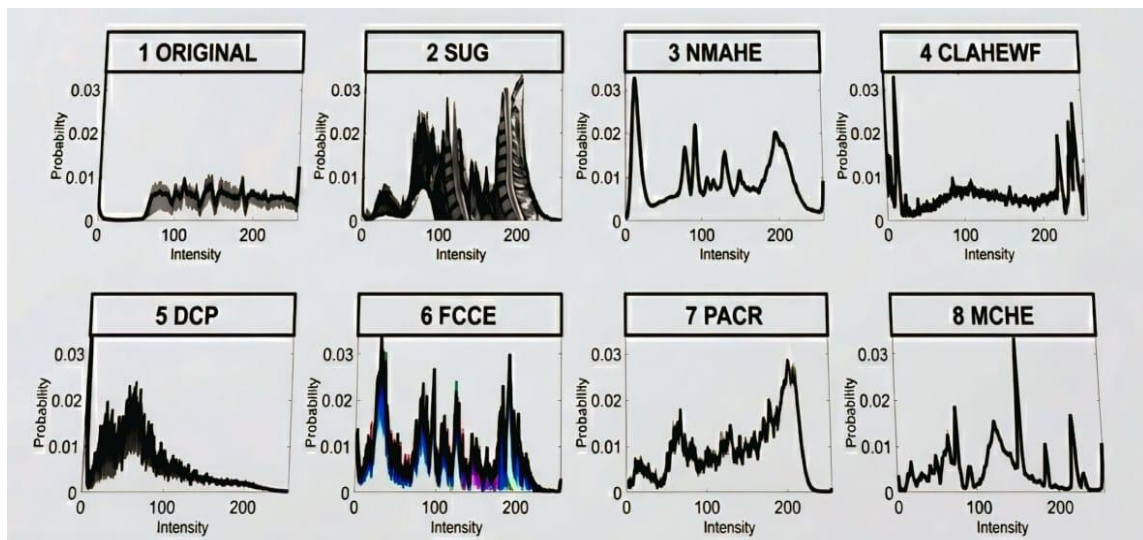 1 ORIGINAL
0.03
0.02
0.01
0
Probability
0 100 200
Intensity
2 SUG
0.03
0.02
0.01
0
Probability
0 100 200
Intensity
3 NMAHE
0.03
0.02
0.01
0
Probability
0 100 200
Intensity
4 CLAHEWF
0.03
0.02
0.01
0
Probability
0 100 200
Intensity
5 DCP
0.03
0.02
0.01
0
Probability
0 100 200
Intensity
6 FCCE
0.03
0.02
0.01
0
Probability
0 100 200
Intensity
7 PACR
0.03
0.02
0.01
0
Probability
0 100 200
Intensity
8 MCHE
0.03
0.02
0.01
0
Probability
0 100 200
Intensity